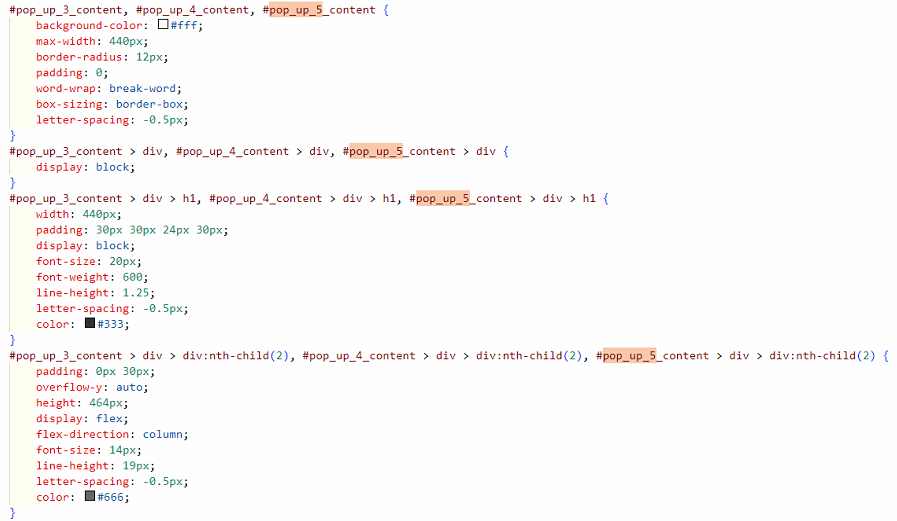 #pop_up_3_content, #pop_up_4_content, #pop_up_5_content {
background-color: #fff;
max-width: 440px;
border-radius: 12px;
padding: 0;
word-wrap: break-word;
box-sizing: border-box;
letter-spacing: -0.5px;
}
#pop_up_3_content > div, #pop_up_4_content > div, #pop_up_5_content > div {
display: block;
}
#pop_up_3_content > div > h1, #pop_up_4_content > div > h1, #pop_up_5_content > div > h1 {
width: 440px;
padding: 30px 30px 24px 30px;
display: block;
font-size: 20px;
font-weight: 600;
line-height: 1.25;
letter-spacing: -0.5px;
color: #333;
}
#pop_up_3_content > div > div:nth-child(2), #pop_up_4_content > div > div:nth-child(2), #pop_up_5_content > div > div:nth-child(2) {
padding: 0px 30px;
overflow-y: auto;
height: 464px;
display: flex;
flex-direction: column;
font-size: 14px;
line-height: 19px;
letter-spacing: -0.5px;
color: #666;
}